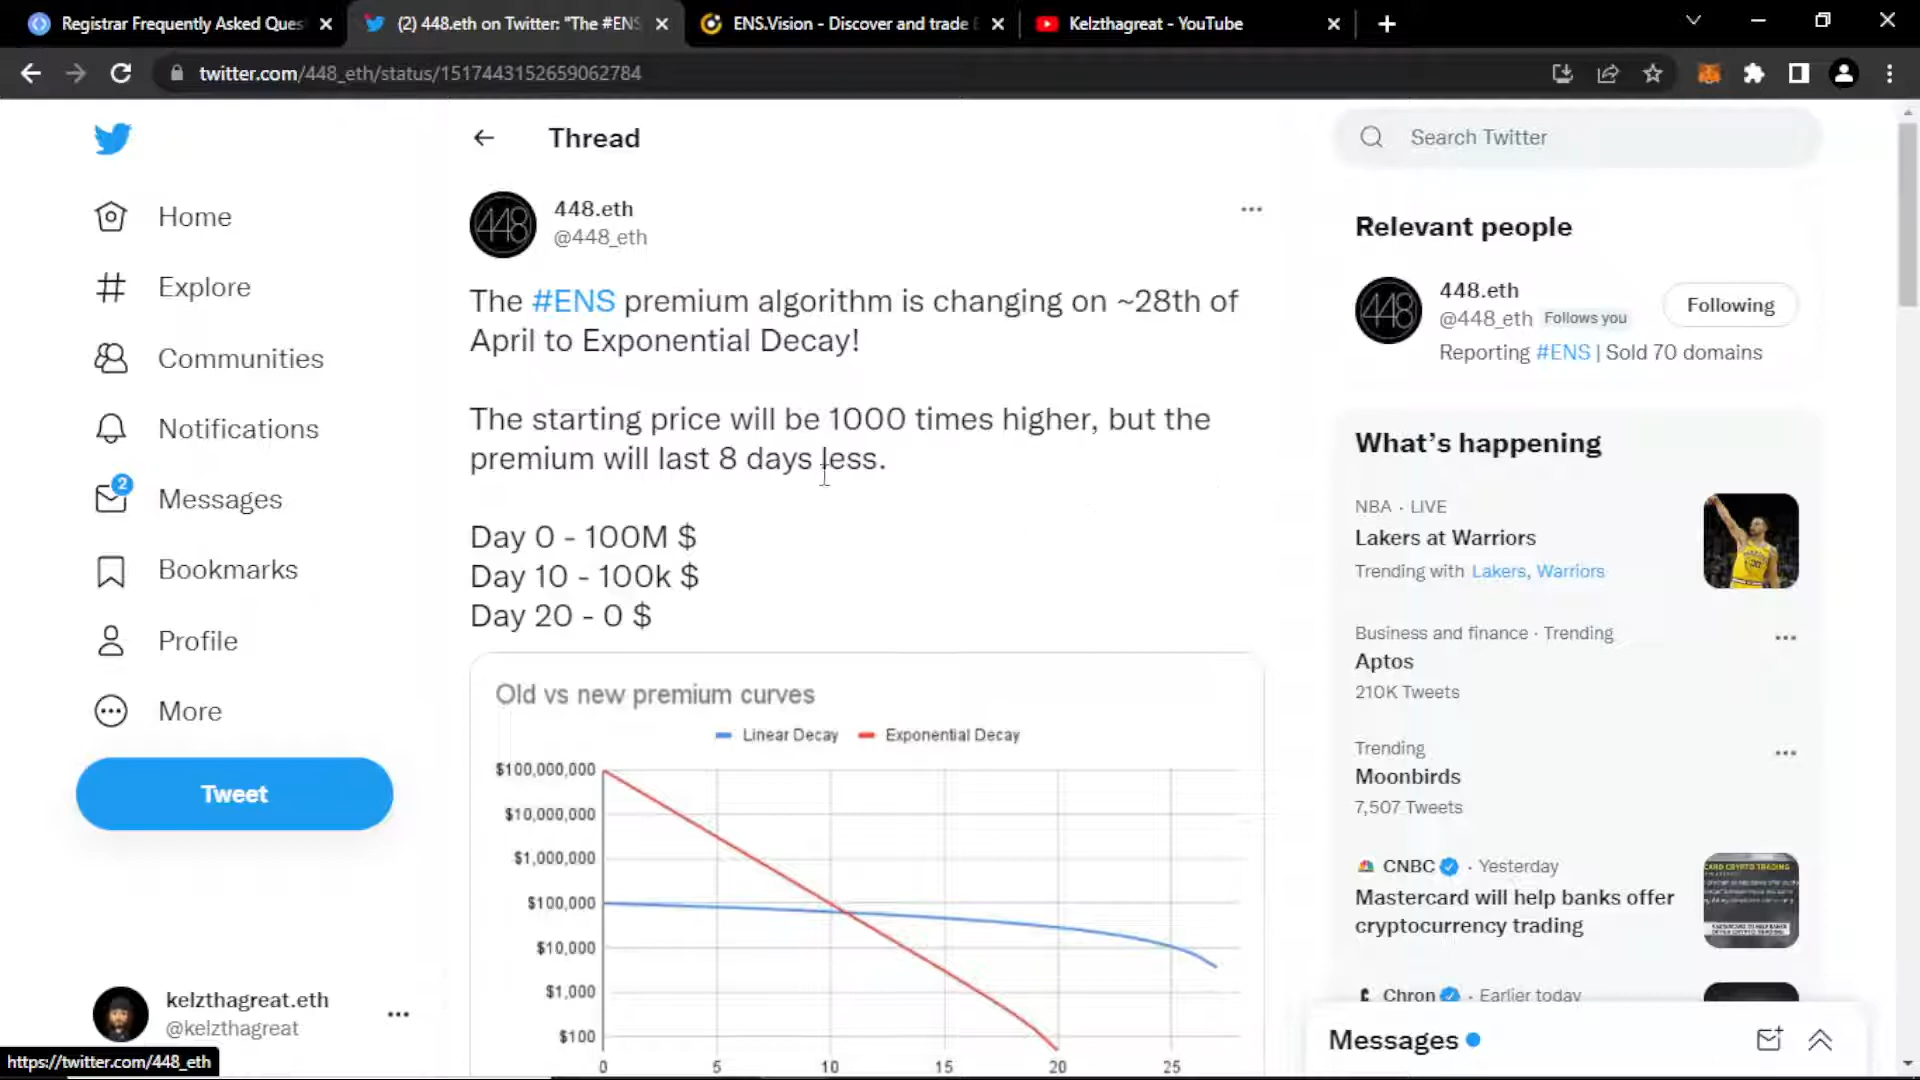 Registrar Frequently Asked Ques
(2) 448.eth on Twitter: "The #ENS
ENS.Vision - Discover and trade
Kelzthagreat - YouTube
twitter.com/448_eth/status/1517443152659062784
Home
Explore
Communities
Notifications
2
Messages
Bookmarks
Profile
More
Tweet
kelzthagreat.eth
@kelzthagreat
https://twitter.com/448_eth
Thread
448
448.eth
@448_eth
The #ENS premium algorithm is changing on ~28th of
April to Exponential Decay!
The starting price will be 1000 times higher, but the
premium will last 8 days less.
Day 0 - 100M $
Day 10 - 100k $
Day 20 - 0 $
Old vs new premium curves
Linear Decay
Exponential Decay
$100,000,000
$10,000,000
$1,000,000
$100,000
$10,000
$1,000
$100
0 5 10 15 20 25
Search Twitter
Relevant people
448
448.eth
@448_eth Follows you
Following
Reporting #ENS | Sold 70 domains
What's happening
NBA · LIVE
Lakers at Warriors
Trending with Lakers, Warriors
Business and finance · Trending
Aptos
210K Tweets
Trending
Moonbirds
7,507 Tweets
CNBC · Yesterday
Mastercard will help banks offer
cryptocurrency trading
Chron · Earlier today
Messages